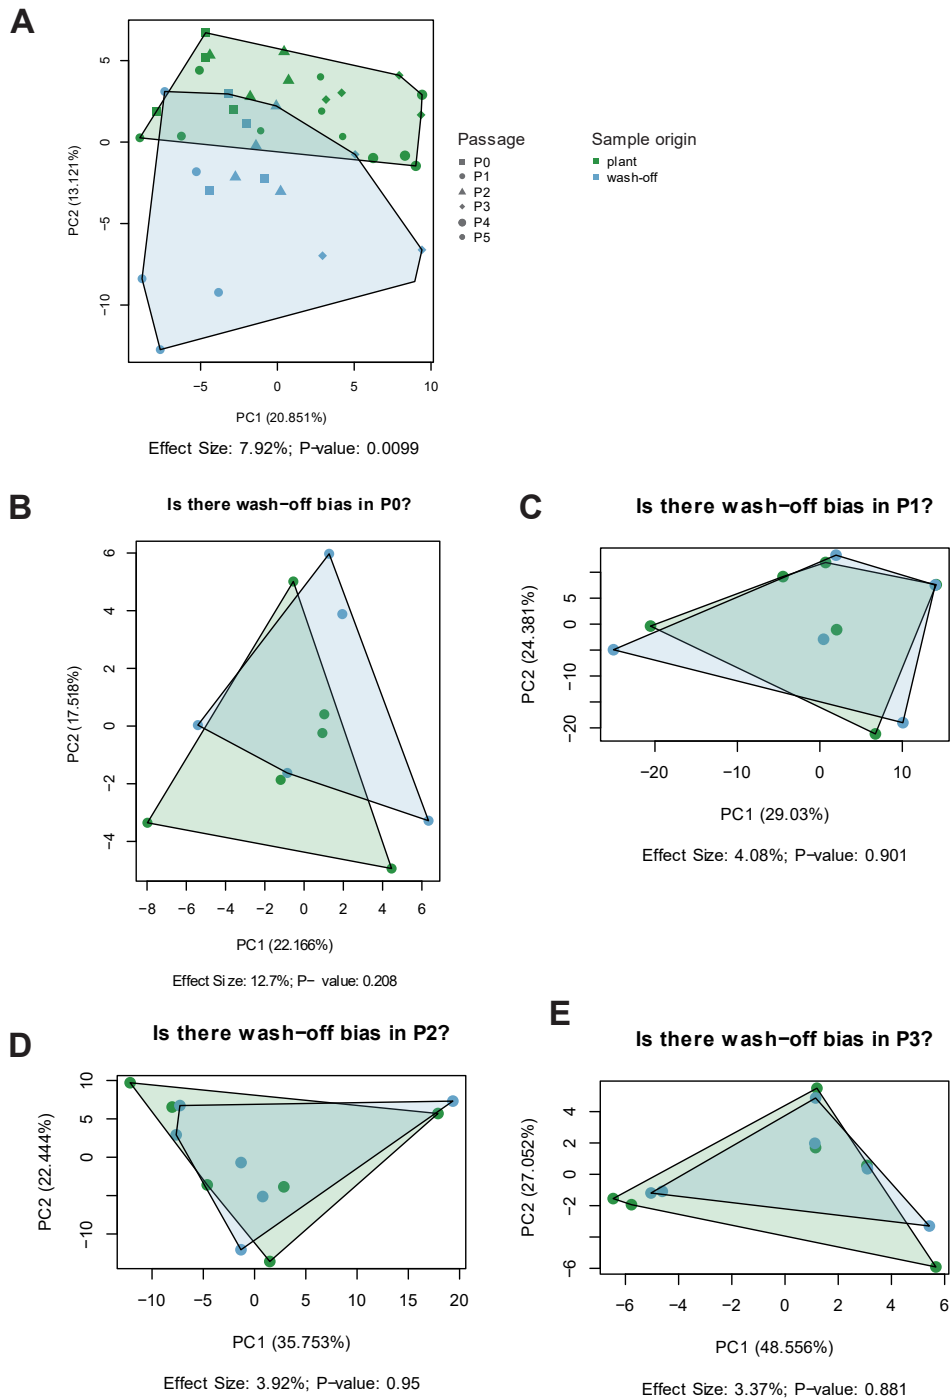 A
PC2 (13.121%)
5
0
−5
−10
−5
0
5
10
PC1 (20.851%)
Effect Size: 7.92%; P−value: 0.0099
Passage
P0
P1
P2
P3
P4
P5
Sample origin
plant
wash-off
B
Is there wash−off bias in P0?
PC2 (17.518%)
6
4
2
0
−2
−4
−8
−6
−4
−2
0
2
4
6
PC1 (22.166%)
Effect Size: 12.7%; P− value: 0.208
C
Is there wash−off bias in P1?
PC2 (24.381%)
5
0
−10
−20
−20
−10
0
10
PC1 (29.03%)
Effect Size: 4.08%; P−value: 0.901
D
Is there wash−off bias in P2?
PC2 (22.444%)
10
5
0
−10
−10
−5
0
5
10
15
20
PC1 (35.753%)
Effect Size: 3.92%; P−value: 0.95
E
Is there wash−off bias in P3?
PC2 (27.052%)
4
2
0
−2
−6
−6
−4
−2
0
2
4
6
PC1 (48.556%)
Effect Size: 3.37%; P−value: 0.881